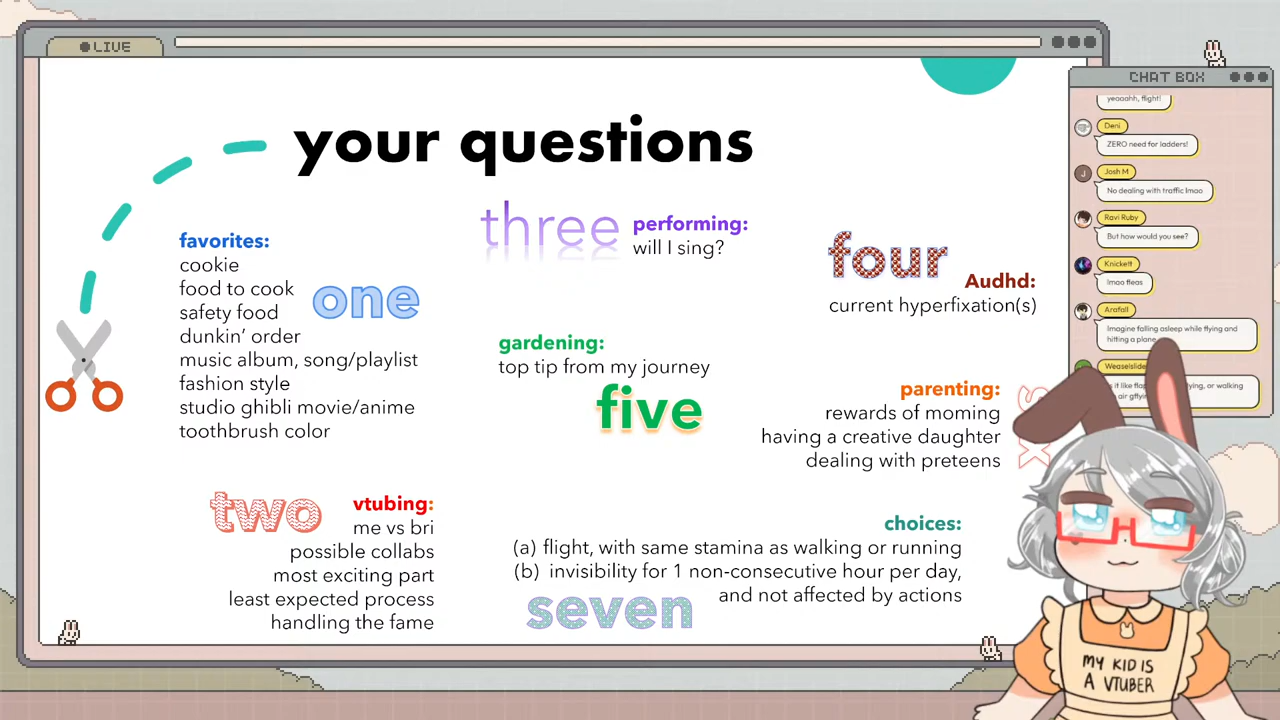 LIVE
your questions
favorites:
cookie
food to cook
safety food
dunkin' order
music album, song/playlist
fashion style
studio ghibli movie/anime
toothbrush color
one
two
vtubing:
me vs bri
possible collabs
most exciting part
least expected process
handling the fame
three
performing:
will I sing?
four
Audhd:
current hyperfixation(s)
gardening:
top tip from my journey
five
parenting:
rewards of moming
having a creative daughter
dealing with preteens
choices:
(a) flight, with same stamina as walking or running
(b) invisibility for 1 non-consecutive hour per day,
and not affected by actions
seven
CHAT BOX
yeaaahh, flight!
Deni
ZERO need for ladders!
J
Josh M
No dealing with traffic lmao
Ravi Ruby
But how would you see?
Knickett
lmao fleas
Arafall
Imagine falling asleep while flying and
hitting a plane
Weaselslide
MY KID IS
A VTUBER